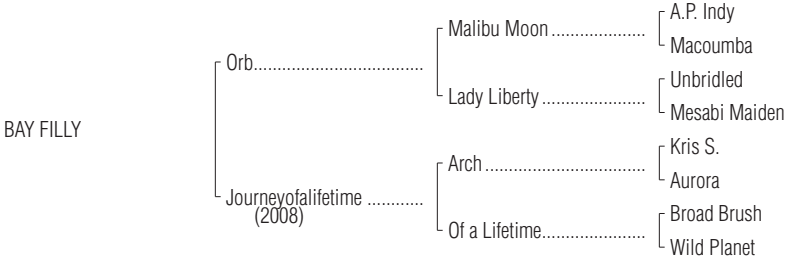 A.P. Indy
Malibu Moon ....................
Macoumba
Orb..................................
Unbridled
Lady Liberty ......................
Mesabi Maiden
BAY FILLY
Kris S.
Arch ..................................
Aurora
Journeyofalifetime ............
(2008)
Broad Brush
Of a Lifetime......................
Wild Planet